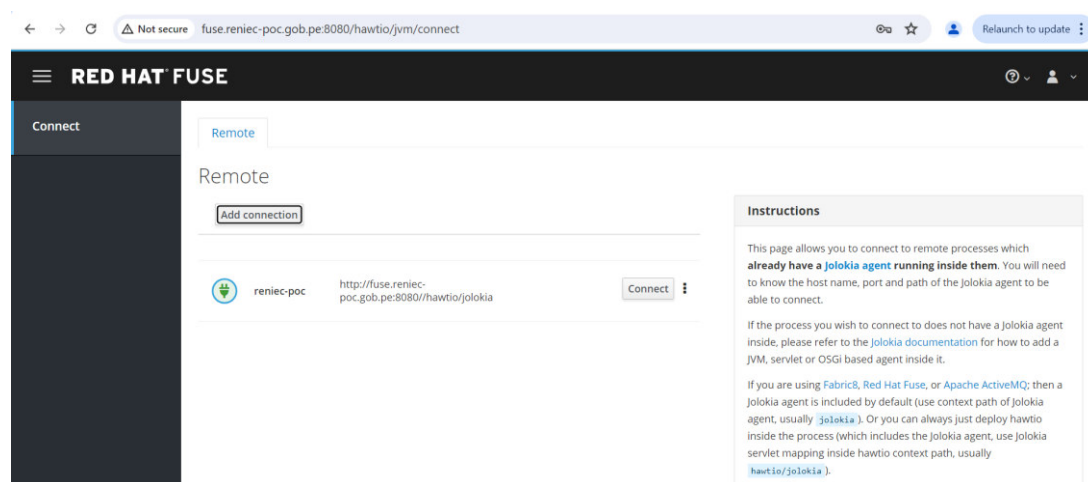 Not secure fuse.reniec-poc.gob.pe:8080/hawtio/jvm/connect Relaunch to update
RED HAT FUSE
Connect
Remote
Remote
Add connection
reniec-poc
http://fuse.reniec-
poc.gob.pe:8080//hawtio/jolokia
Connect
Instructions
This page allows you to connect to remote processes which
already have a Jolokia agent running inside them. You will need
to know the host name, port and path of the Jolokia agent to be
able to connect.
If the process you wish to connect to does not have a Jolokia agent
inside, please refer to the Jolokia documentation for how to add a
JVM, servlet or OSGi based agent inside it.
If you are using Fabric8, Red Hat Fuse, or Apache ActiveMQ; then a
Jolokia agent is included by default (use context path of Jolokia
agent, usually jolokia ). Or you can always just deploy hawtio
inside the process (which includes the Jolokia agent, use Jolokia
servlet mapping inside hawtio context path, usually
hawtio/jolokia ).